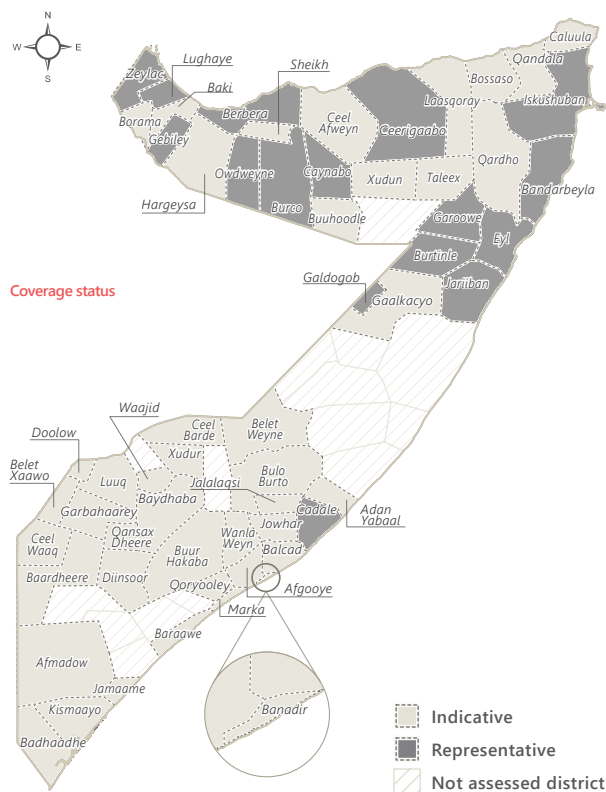 N
W
E
S
Caluula
Qandala
Bossaso
Iskushuban
Zeylac
Lughaye
Baki
Sheikh
Laasqoray
Berbera
Borama
Ceel
Afweyn
Ceerigaabo
Gebiley
Qardho
Owdweyne
Caynabo
Xudun
Taleex
Bandarbeyla
Hargeysa
Burco
Buuhoodle
Garoowe
Eyl
Burtinle
Galdogob
Jariiban
Gaalkacyo
Coverage status
Waajid
Ceel
Barde
Belet
Weyne
Doolow
Xudur
Belet
Xaawo
Luuq
Bulo
Burto
Jalalaqsi
Baydhaba
Garbahaarey
Cadale
Adan
Yabaal
Jowhar
Qansax
Dheere
Wanla
Weyn
Ceel
Waaq
Buur
Hakaba
Balcad
Baardheere
Diinsoor
Qoryooley
Afgooye
Marka
Baraawe
Afmadow
Jamaame
Kismaayo
Banadir
Badhaadhe
Indicative
Representative
Not assessed district